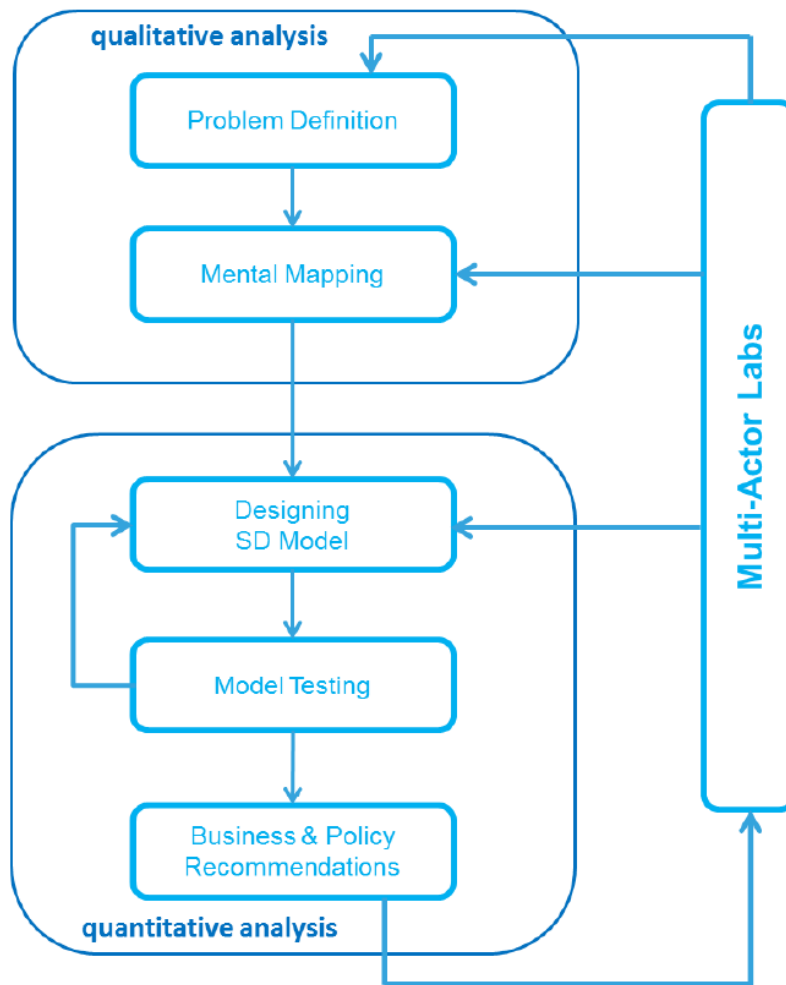 qualitative analysis
Problem Definition
Mental Mapping
Designing
SD Model
Model Testing
Business & Policy
Recommendations
quantitative analysis
Multi-Actor Labs